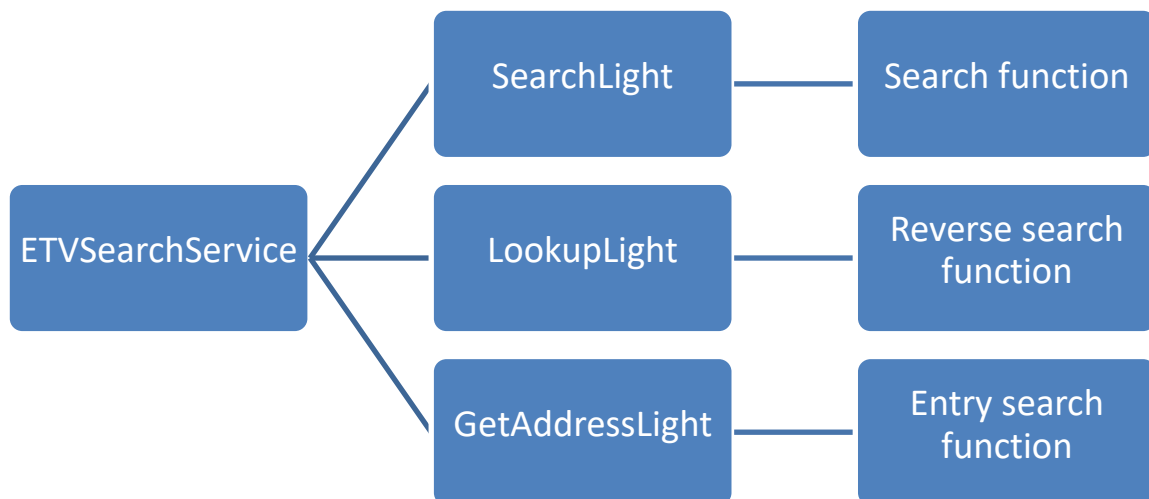 SearchLight
Search function
ETVSearchService
LookupLight
Reverse search
function
GetAddressLight
Entry search
function